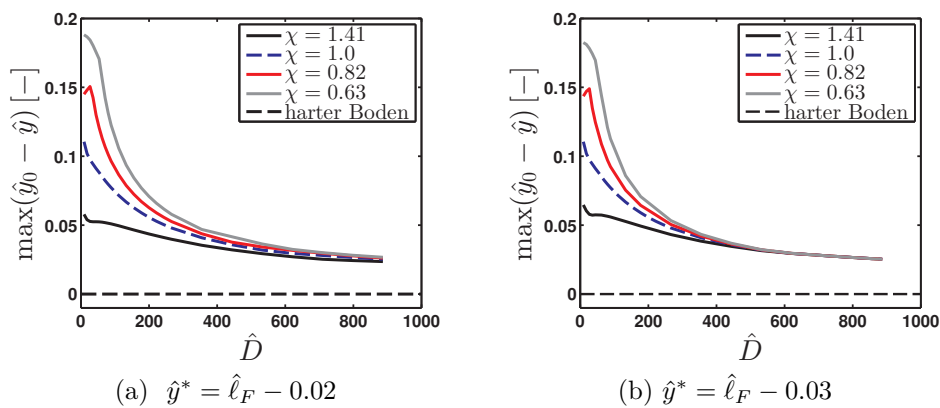 max(ŷ₀ − ŷ) [−]
0.2
0.15
0.1
0.05
0
0
200
400
600
800
1000
D̂
χ = 1.41
χ = 1.0
χ = 0.82
χ = 0.63
harter Boden
(a) ŷ* = ℓ̂_F − 0.02
max(ŷ₀ − ŷ) [−]
0.2
0.15
0.1
0.05
0
0
200
400
600
800
1000
D̂
χ = 1.41
χ = 1.0
χ = 0.82
χ = 0.63
harter Boden
(b) ŷ* = ℓ̂_F − 0.03